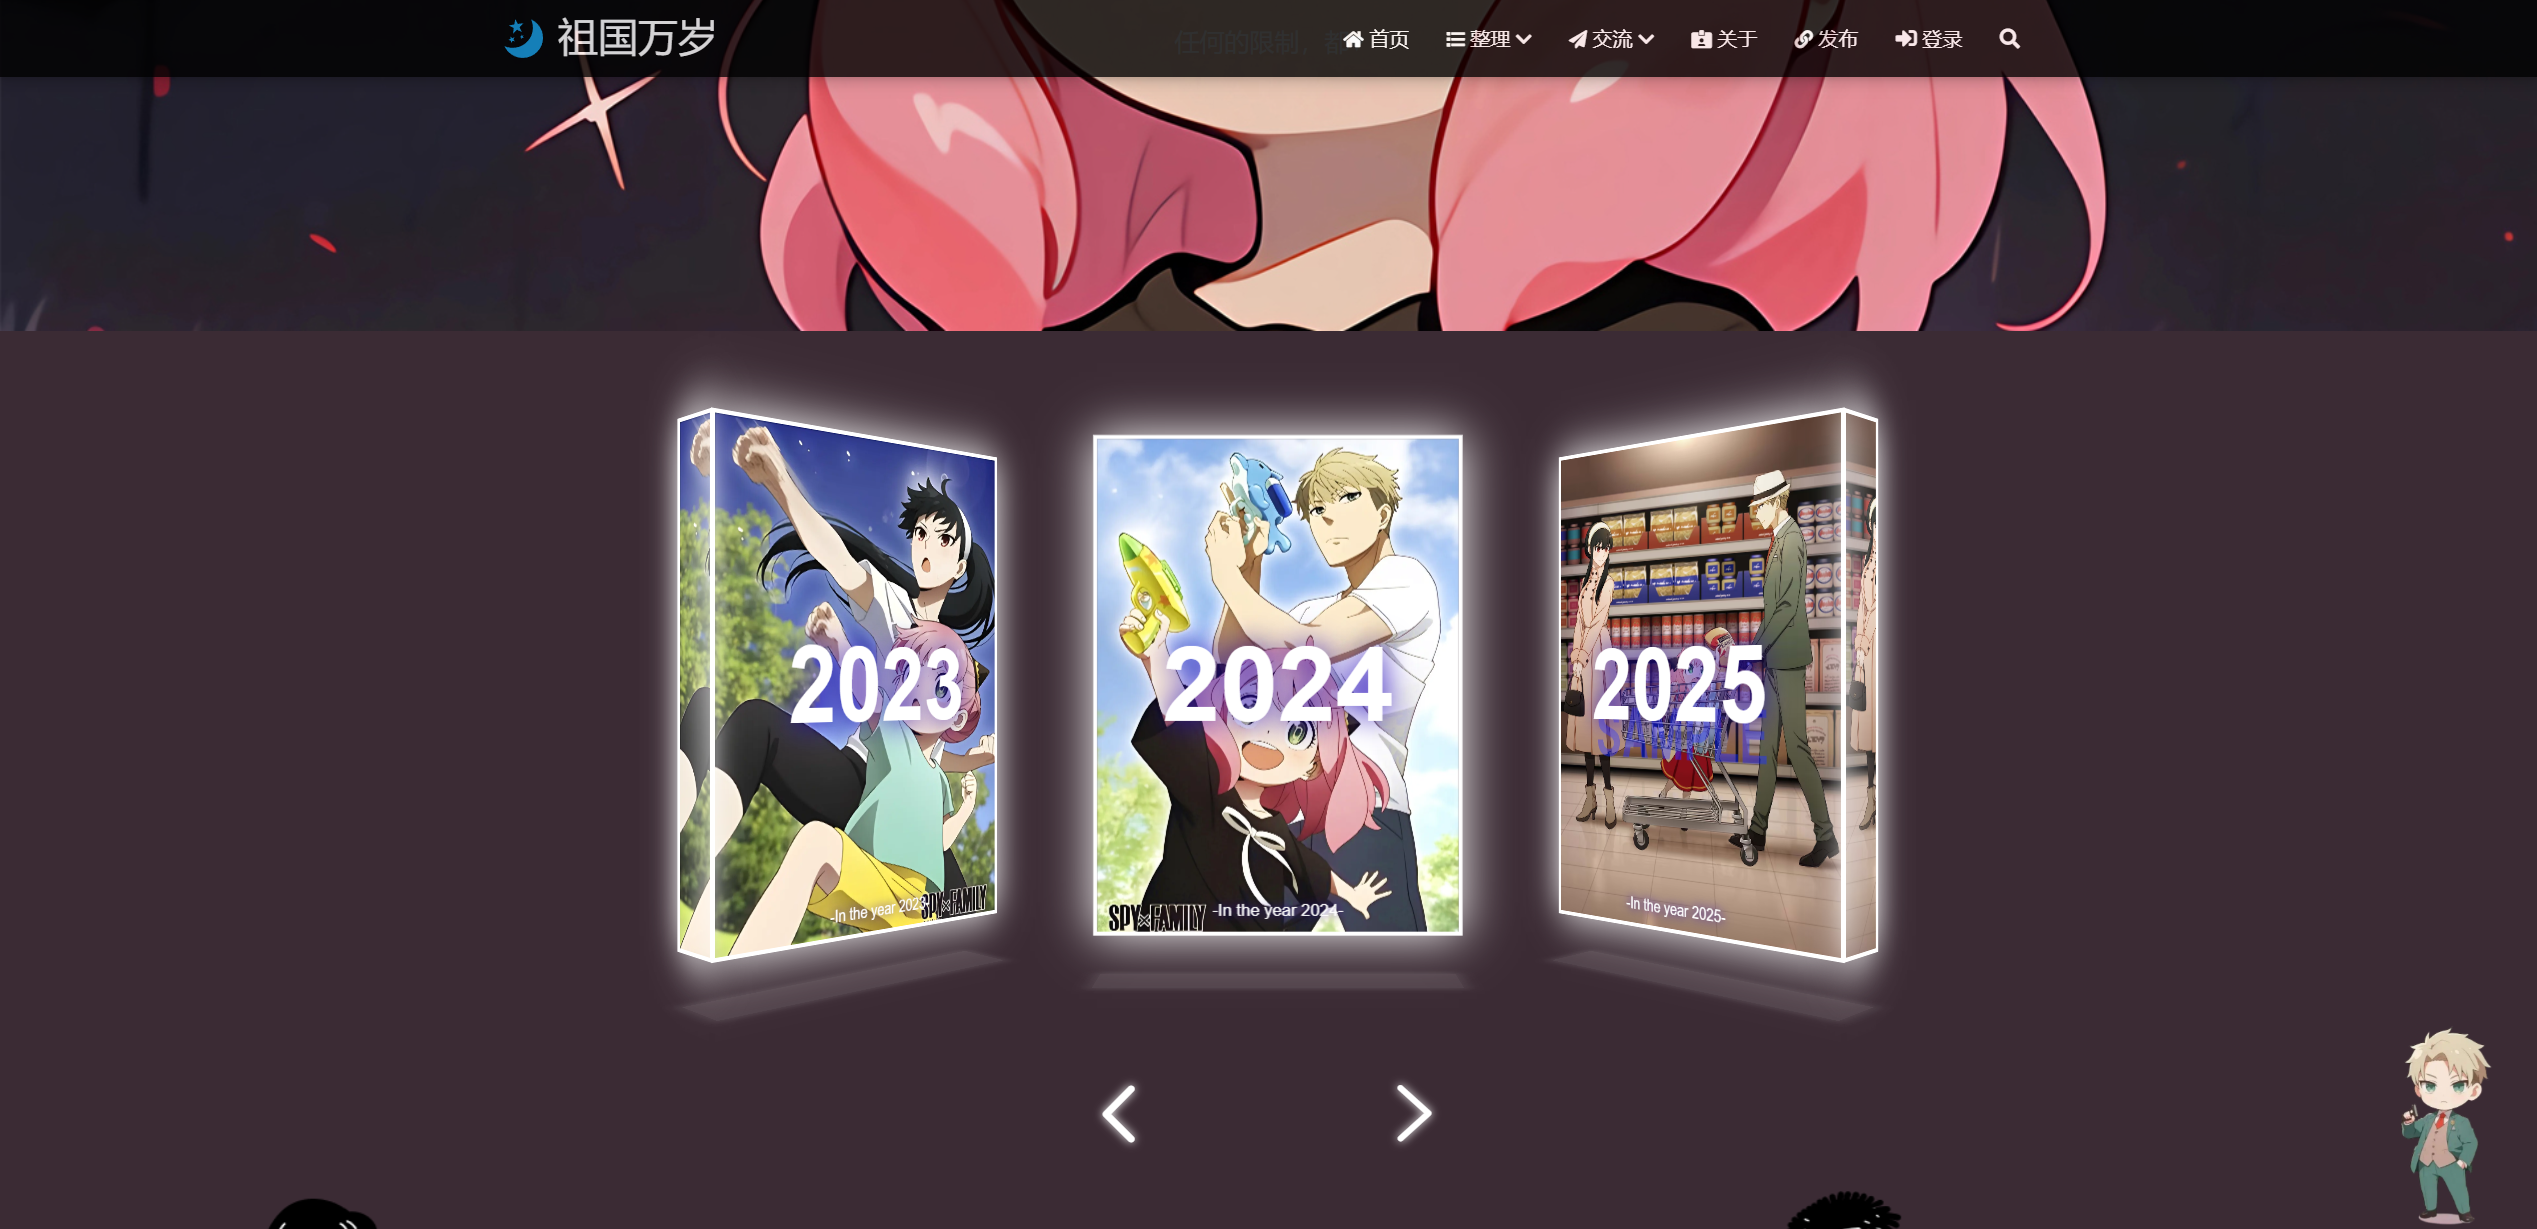 祖国万岁
任何的限制，都
首页
整理
交流
关于
发布
登录
2023
-In the year 2023-
SPY×FAMILY
2024
SPY×FAMILY
-In the year 2024-
2025
SAMPLE
-In the year 2025-